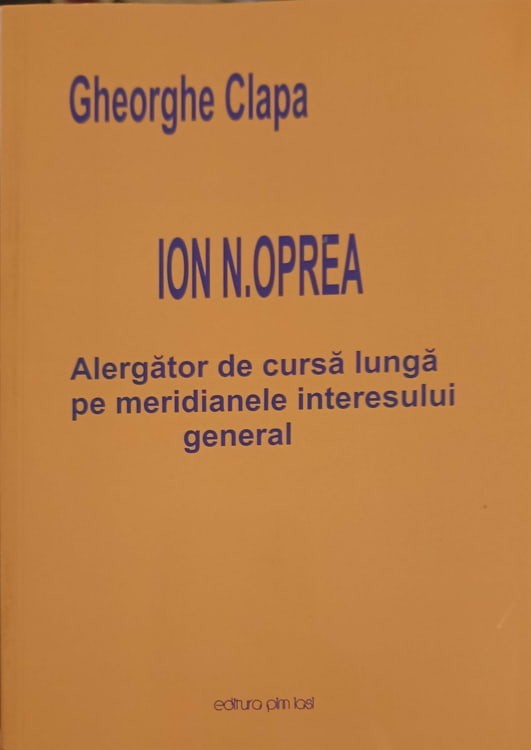 Gheorghe Clapa
ION N.OPREA
Alergător de cursă lungă
pe meridianele interesului
general
editura pim iasi